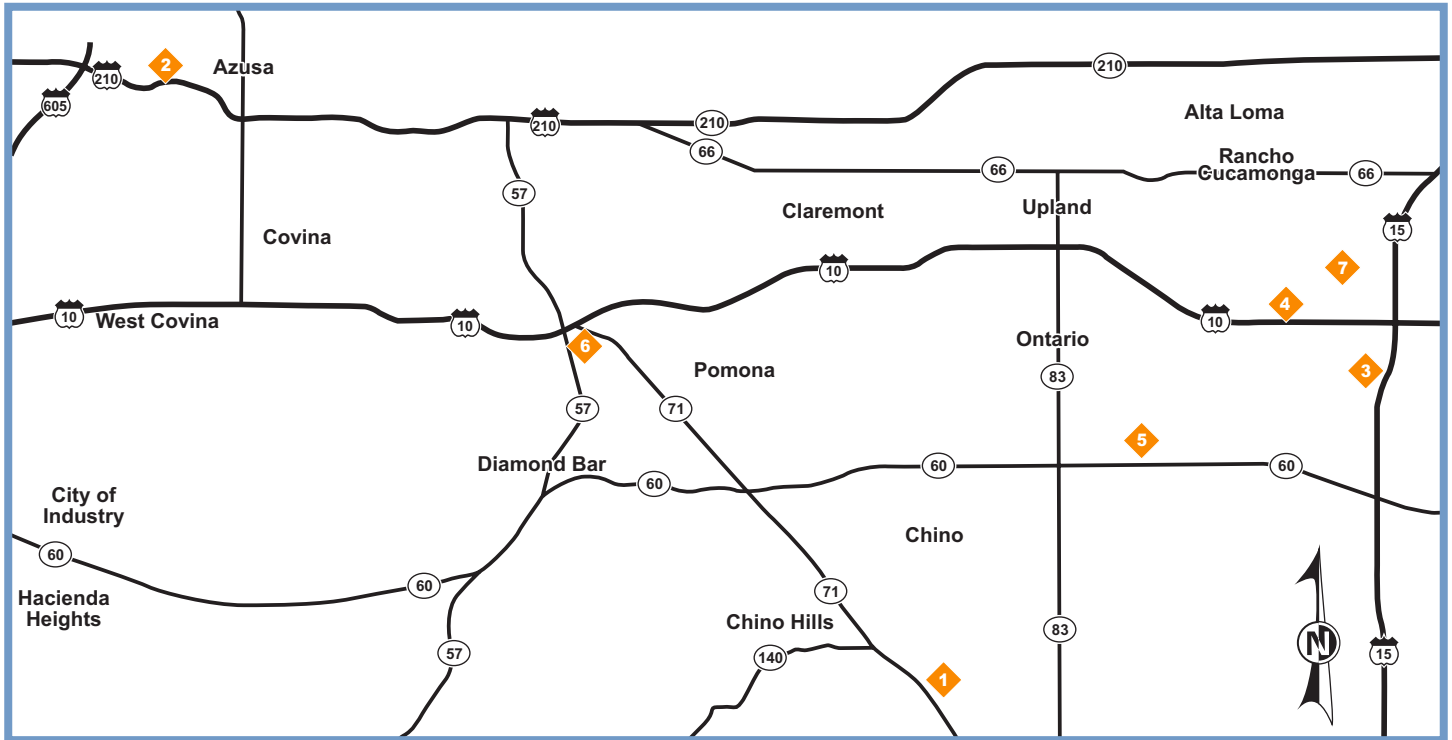 2
Azusa
210
210
605
Alta Loma
210
210
66
Rancho
Cucamonga
66
66
57
Claremont
Upland
15
Covina
7
10
4
10
West Covina
10
10
6
Ontario
Pomona
3
83
57
71
5
Diamond Bar
60
60
60
City of
Industry
Chino
60
60
71
Hacienda
Heights
Chino Hills
83
N
57
140
15
1